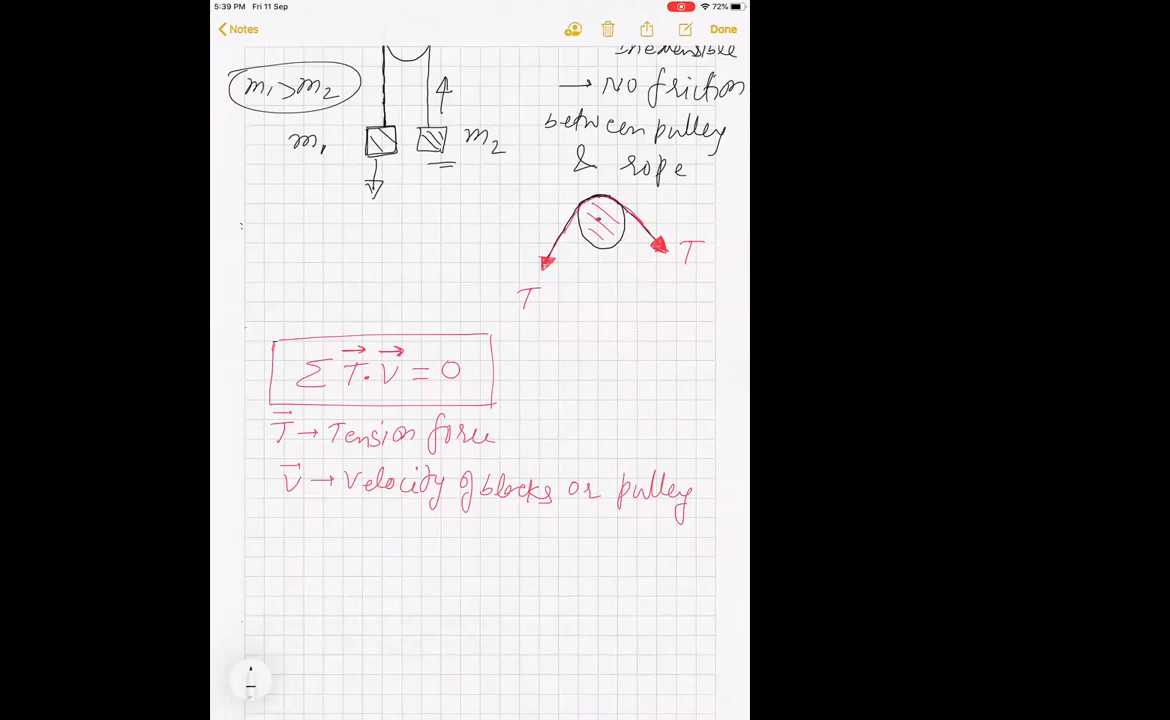 5:39 PM Fri 11 Sep
72%
Notes
Done
inextensible
m₁ > m₂
→ No friction
between pulley
& rope
m₁
m₂
T
T
Σ T⃗ . v⃗ = 0
T⃗ → Tension force
v⃗ → Velocity of blocks or pulley